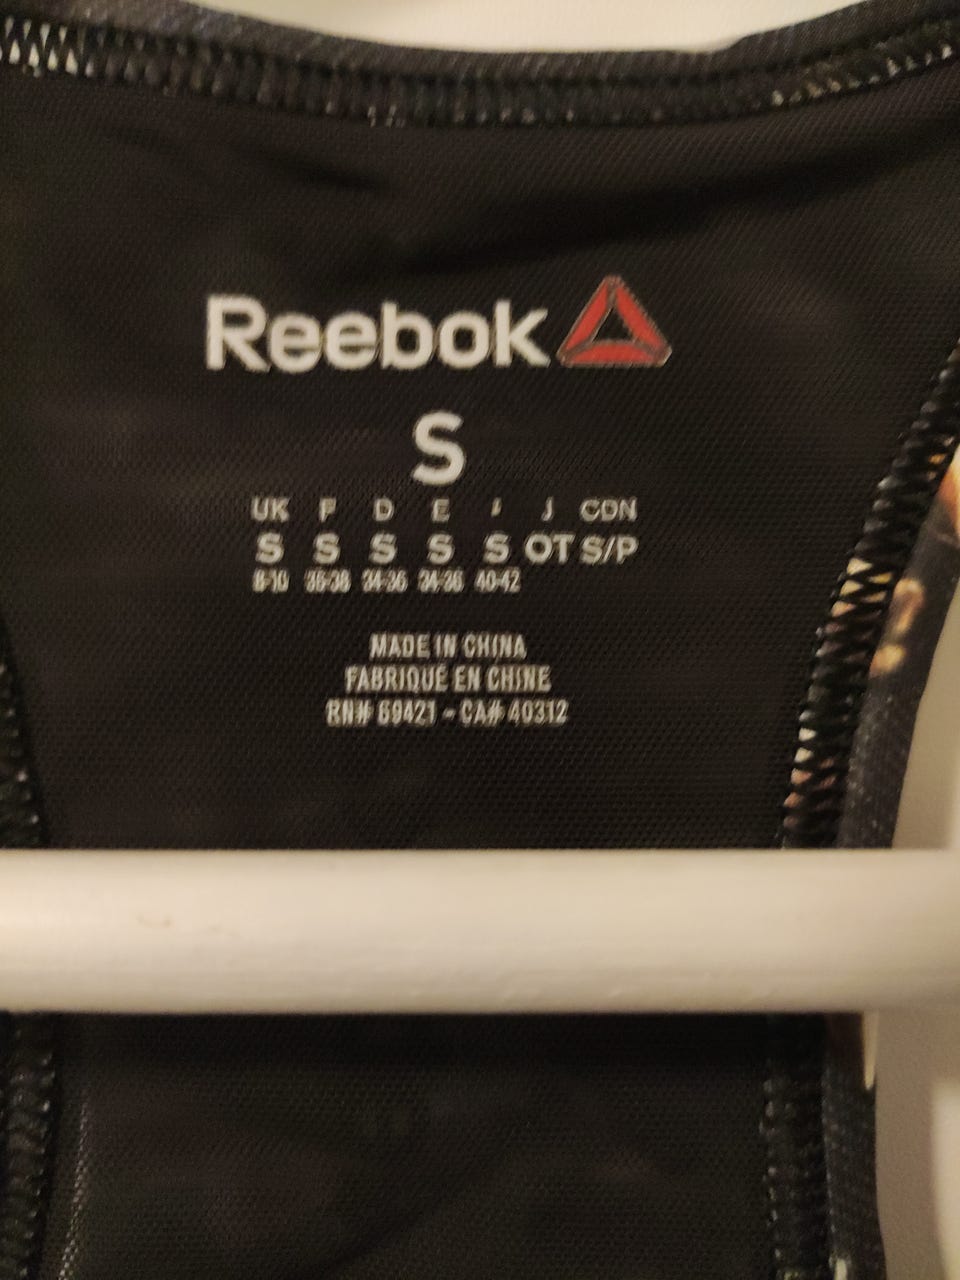 Reebok
S
UK F D E I J CDN
S S S S S OT S/P
8-10 36-38 34-36 34-36 40-42
MADE IN CHINA
FABRIQUÉ EN CHINE
RN# 69421 - CA# 40312